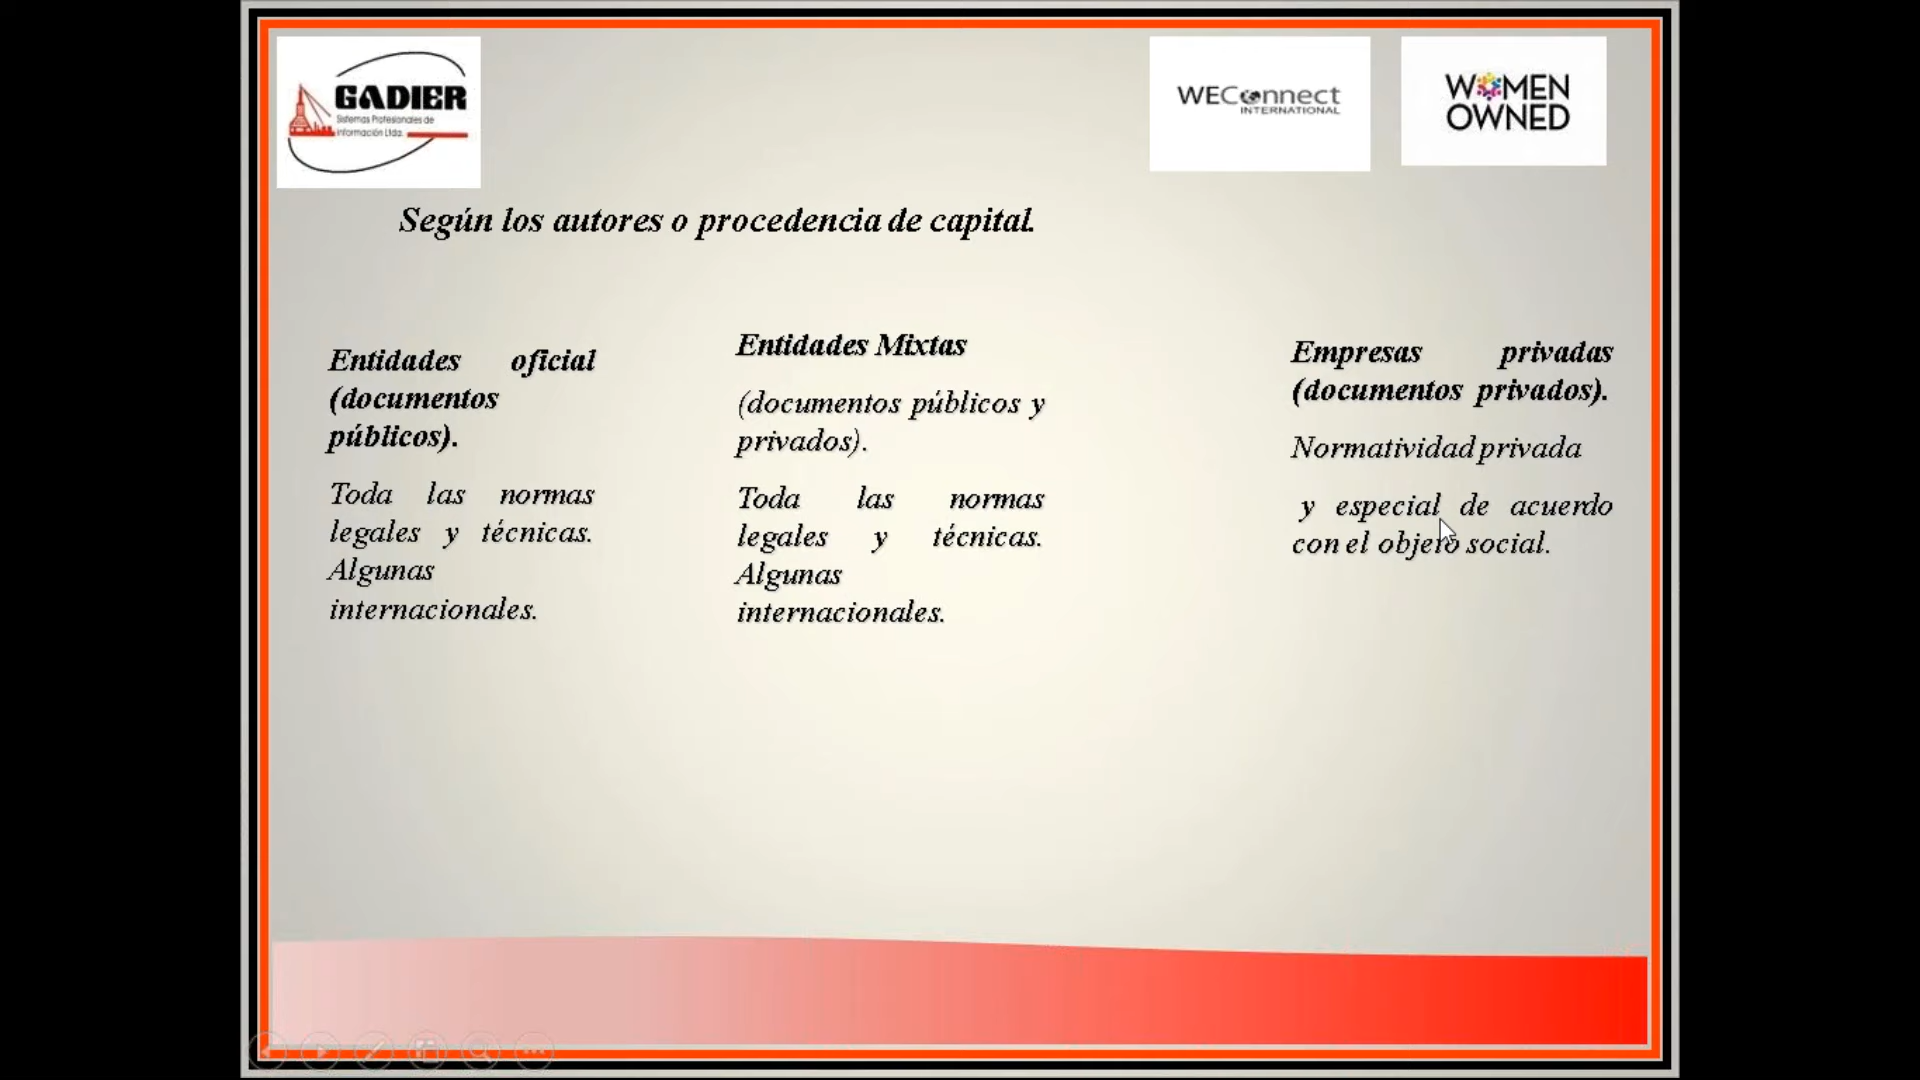 GADIER
Sistemas Profesionales de
Información Ltda.
WEConnect
INTERNATIONAL
WOMEN
OWNED
Según los autores o procedencia de capital.
Entidades oficial
(documentos
públicos).
Toda las normas
legales y técnicas.
Algunas
internacionales.
Entidades Mixtas
(documentos públicos y
privados).
Toda las normas
legales y técnicas.
Algunas
internacionales.
Empresas privadas
(documentos privados).
Normatividad privada
y especial de acuerdo
con el objeto social.